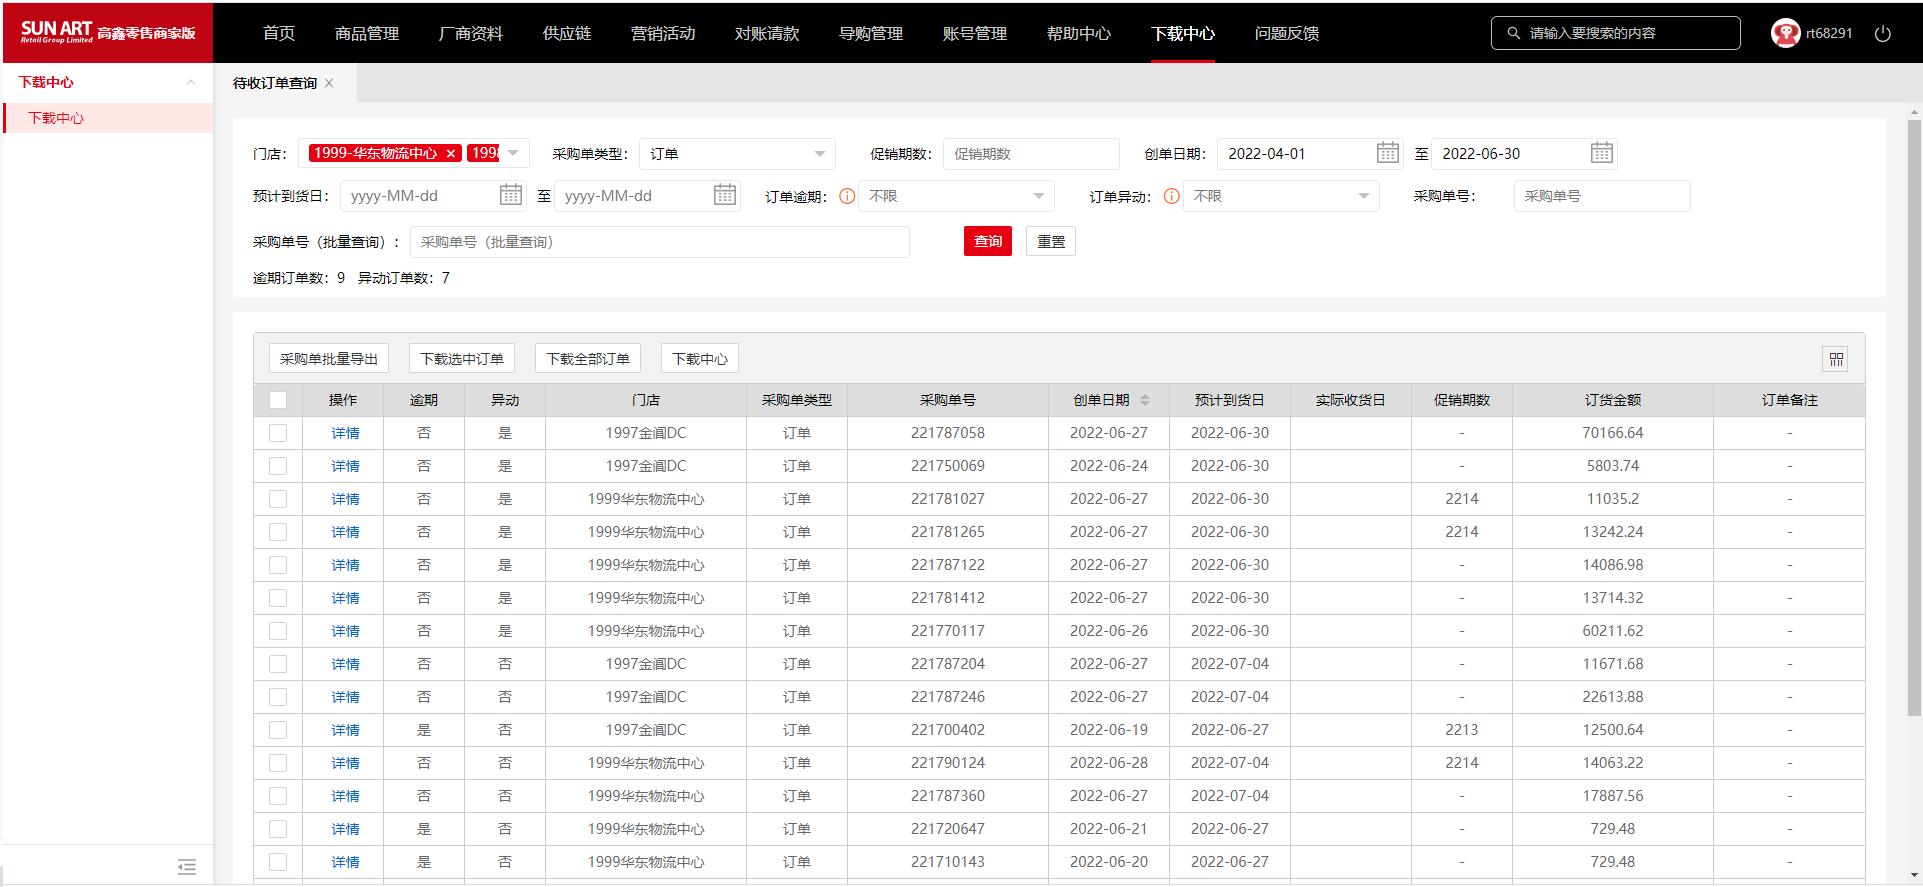 SUN ART 高鑫零售商家版
Retail Group Limited
首页 商品管理 厂商资料 供应链 营销活动 对账请款 导购管理 账号管理 帮助中心 下载中心 问题反馈 请输入要搜索的内容 rt68291
下载中心
下载中心
待收订单查询 ×
门店： 1999-华东物流中心 × 199 采购单类型： 订单 促销期数： 促销期数 创单日期： 2022-04-01 至 2022-06-30
预计到货日： yyyy-MM-dd 至 yyyy-MM-dd 订单逾期： 不限 订单异动： 不限 采购单号： 采购单号
采购单号（批量查询）： 采购单号（批量查询） 查询 重置
逾期订单数：9 异动订单数：7
采购单批量导出 下载选中订单 下载全部订单 下载中心
操作 逾期 异动 门店 采购单类型 采购单号 创单日期 预计到货日 实际收货日 促销期数 订货金额 订单备注
详情 否 是 1997金阊DC 订单 221787058 2022-06-27 2022-06-30 - 70166.64 -
详情 否 是 1997金阊DC 订单 221750069 2022-06-24 2022-06-30 - 5803.74 -
详情 否 是 1999华东物流中心 订单 221781027 2022-06-27 2022-06-30 2214 11035.2 -
详情 否 是 1999华东物流中心 订单 221781265 2022-06-27 2022-06-30 2214 13242.24 -
详情 否 是 1999华东物流中心 订单 221787122 2022-06-27 2022-06-30 - 14086.98 -
详情 否 是 1999华东物流中心 订单 221781412 2022-06-27 2022-06-30 - 13714.32 -
详情 否 是 1999华东物流中心 订单 221770117 2022-06-26 2022-06-30 - 60211.62 -
详情 否 否 1997金阊DC 订单 221787204 2022-06-27 2022-07-04 - 11671.68 -
详情 否 否 1997金阊DC 订单 221787246 2022-06-27 2022-07-04 - 22613.88 -
详情 是 否 1997金阊DC 订单 221700402 2022-06-19 2022-06-27 2213 12500.64 -
详情 否 否 1999华东物流中心 订单 221790124 2022-06-28 2022-07-04 2214 14063.22 -
详情 否 否 1999华东物流中心 订单 221787360 2022-06-27 2022-07-04 - 17887.56 -
详情 是 否 1999华东物流中心 订单 221720647 2022-06-21 2022-06-27 - 729.48 -
详情 是 否 1999华东物流中心 订单 221710143 2022-06-20 2022-06-27 - 729.48 -